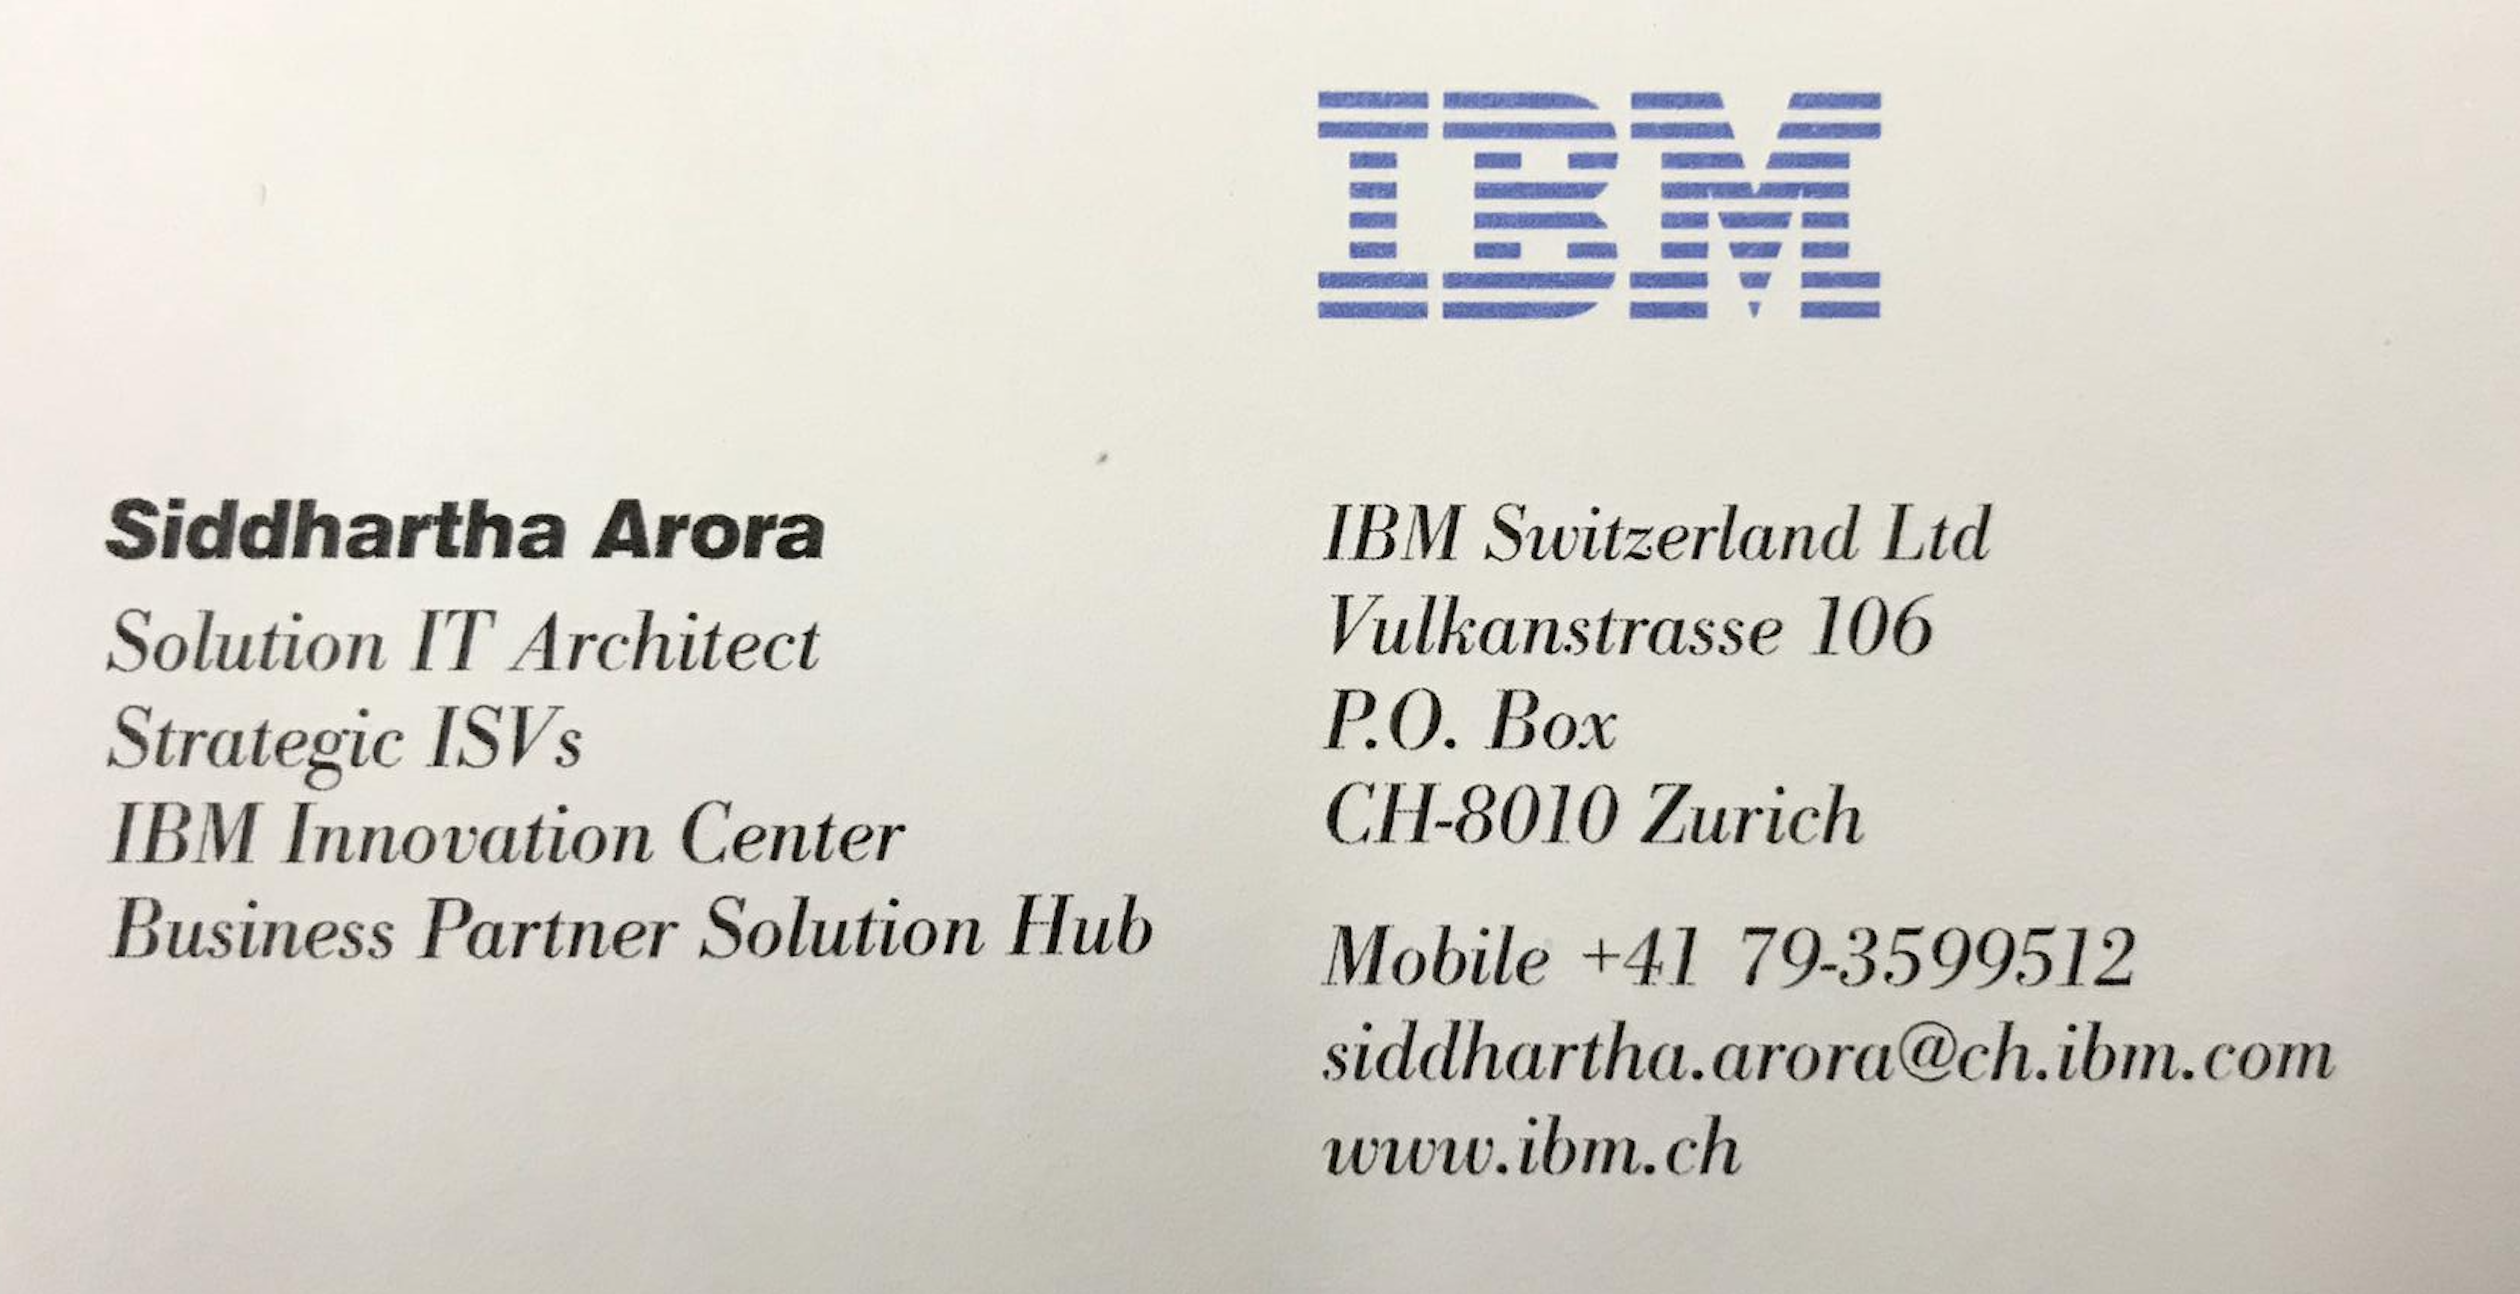 IBM
Siddhartha Arora
Solution IT Architect
Strategic ISVs
IBM Innovation Center
Business Partner Solution Hub
IBM Switzerland Ltd
Vulkanstrasse 106
P.O. Box
CH-8010 Zurich
Mobile +41 79-3599512
siddhartha.arora@ch.ibm.com
www.ibm.ch